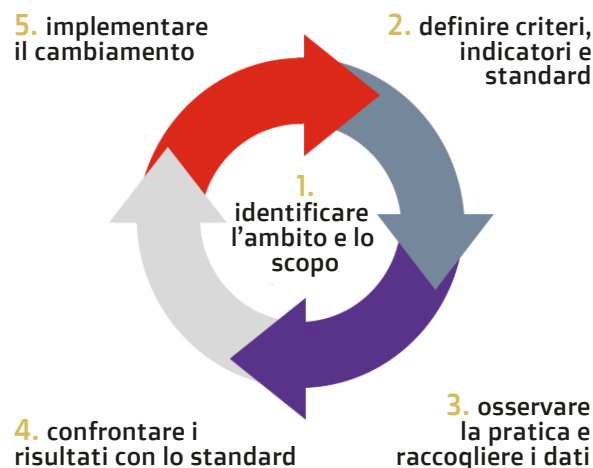 5. implementare
il cambiamento
2. definire criteri,
indicatori e
standard
1.
identificare
l'ambito e lo
scopo
4. confrontare i
risultati con lo standard
3. osservare
la pratica e
raccogliere i dati